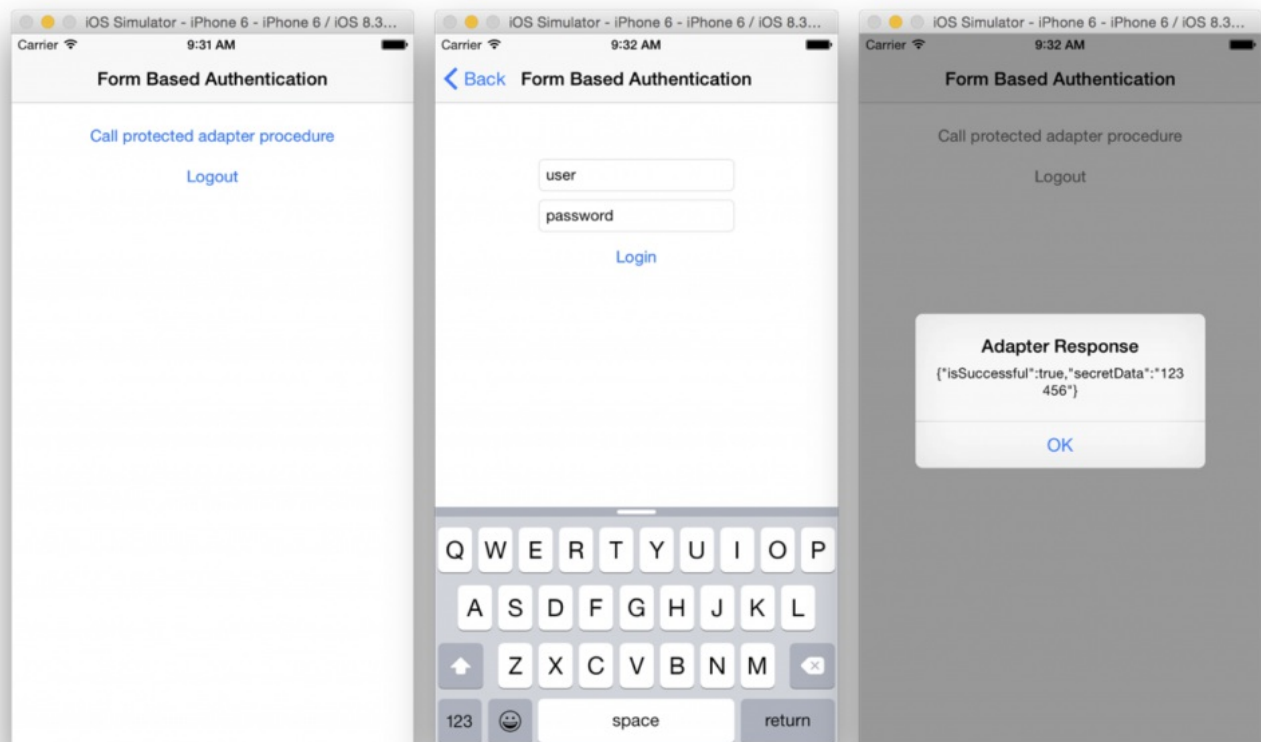 iOS Simulator - iPhone 6 - iPhone 6 / iOS 8.3...
Carrier 9:31 AM
Form Based Authentication
Call protected adapter procedure
Logout
iOS Simulator - iPhone 6 - iPhone 6 / iOS 8.3...
Carrier 9:32 AM
Back Form Based Authentication
user
password
Login
Q W E R T Y U I O P
A S D F G H J K L
Z X C V B N M
123 space return
iOS Simulator - iPhone 6 - iPhone 6 / iOS 8.3...
Carrier 9:32 AM
Form Based Authentication
Call protected adapter procedure
Logout
Adapter Response
{"isSuccessful":true,"secretData":"123
456"}
OK